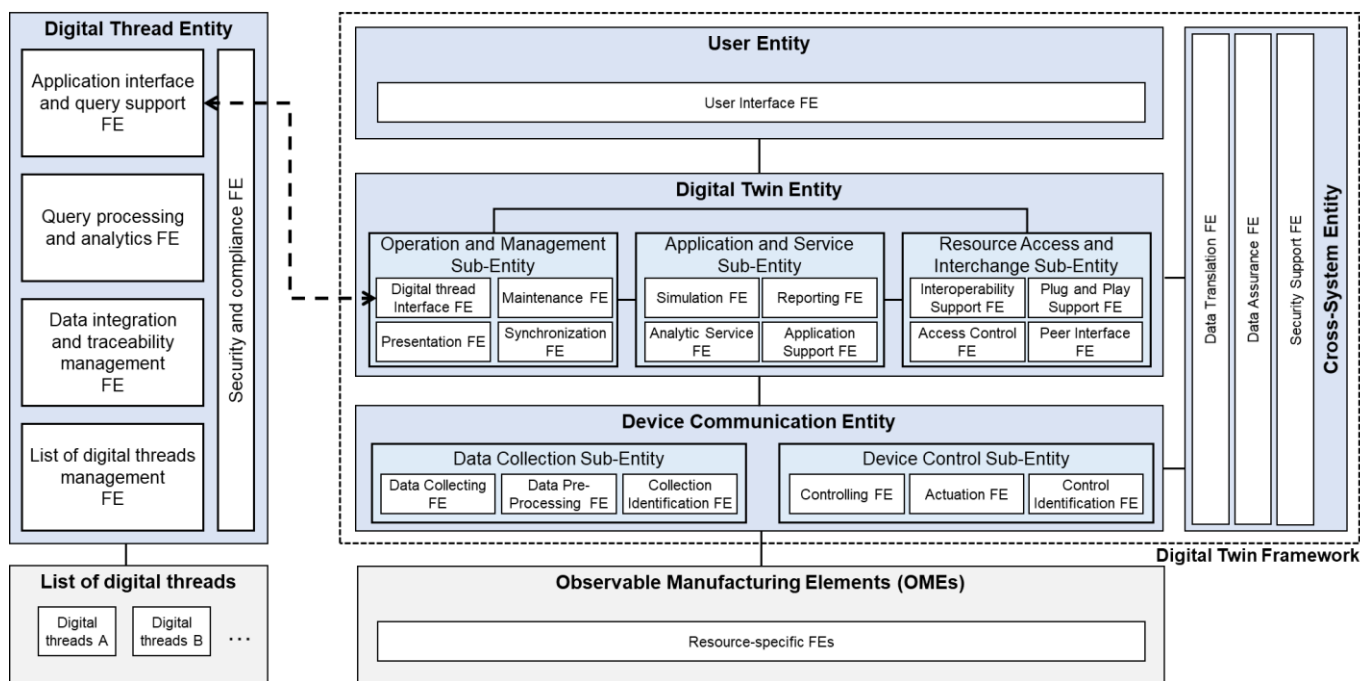 Digital Thread Entity
Application interface
and query support
FE
Query processing
and analytics FE
Data integration
and traceability
management
FE
List of digital threads
management
FE
Security and compliance FE
List of digital threads
Digital
threads A
Digital
threads B
...
User Entity
User Interface FE
Digital Twin Entity
Operation and Management
Sub-Entity
Digital thread
Interface FE
Maintenance FE
Presentation FE
Synchronization
FE
Application and Service
Sub-Entity
Simulation FE
Reporting FE
Analytic Service
FE
Application
Support FE
Resource Access and
Interchange Sub-Entity
Interoperability
Support FE
Plug and Play
Support FE
Access Control
FE
Peer Interface
FE
Device Communication Entity
Data Collection Sub-Entity
Data Collecting
FE
Data Pre-
Processing FE
Collection
Identification FE
Device Control Sub-Entity
Controlling FE
Actuation FE
Control
Identification FE
Data Translation FE
Data Assurance FE
Security Support FE
Cross-System Entity
Digital Twin Framework
Observable Manufacturing Elements (OMEs)
Resource-specific FEs